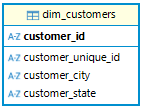 dim_customers
A-Z customer_id
A-Z customer_unique_id
A-Z customer_city
A-Z customer_state